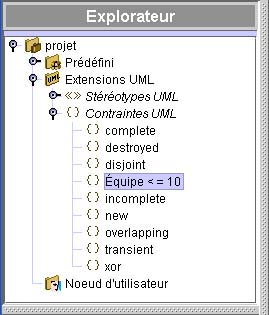 Explorateur
projet
Prédéfini
Extensions UML
<> Stéréotypes UML
{} Contraintes UML
{} complete
{} destroyed
{} disjoint
{} Équipe < = 10
{} incomplete
{} new
{} overlapping
{} transient
{} xor
Noeud d'utilisateur